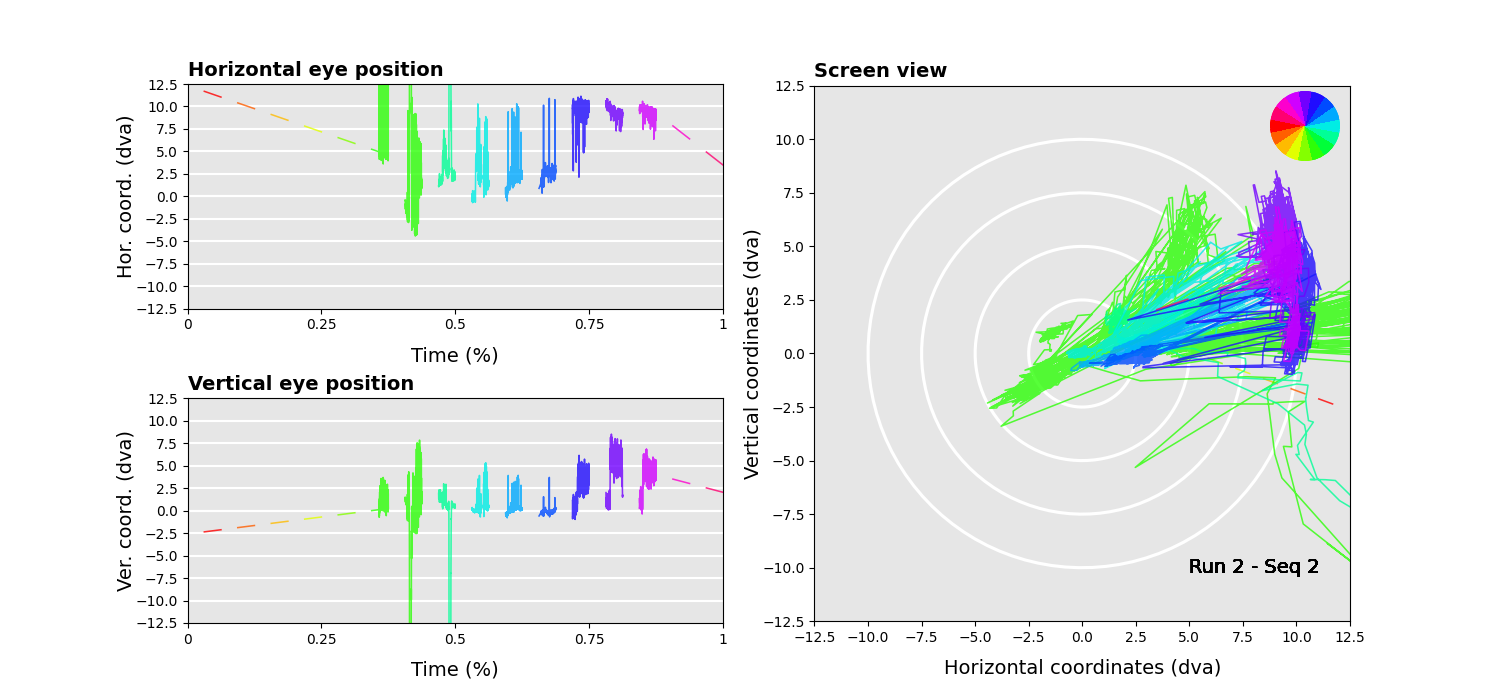 Horizontal eye position
12.5
10.0
7.5
5.0
2.5
0.0
−2.5
−5.0
−7.5
−10.0
−12.5
Hor. coord. (dva)
0 0.25 0.5 0.75 1
Time (%)
Vertical eye position
12.5
10.0
7.5
5.0
2.5
0.0
−2.5
−5.0
−7.5
−10.0
−12.5
Ver. coord. (dva)
0 0.25 0.5 0.75 1
Time (%)
Screen view
12.5
10.0
7.5
5.0
2.5
0.0
−2.5
−5.0
−7.5
−10.0
−12.5
Vertical coordinates (dva)
Run 2 - Seq 2
−12.5 −10.0 −7.5 −5.0 −2.5 0.0 2.5 5.0 7.5 10.0 12.5
Horizontal coordinates (dva)